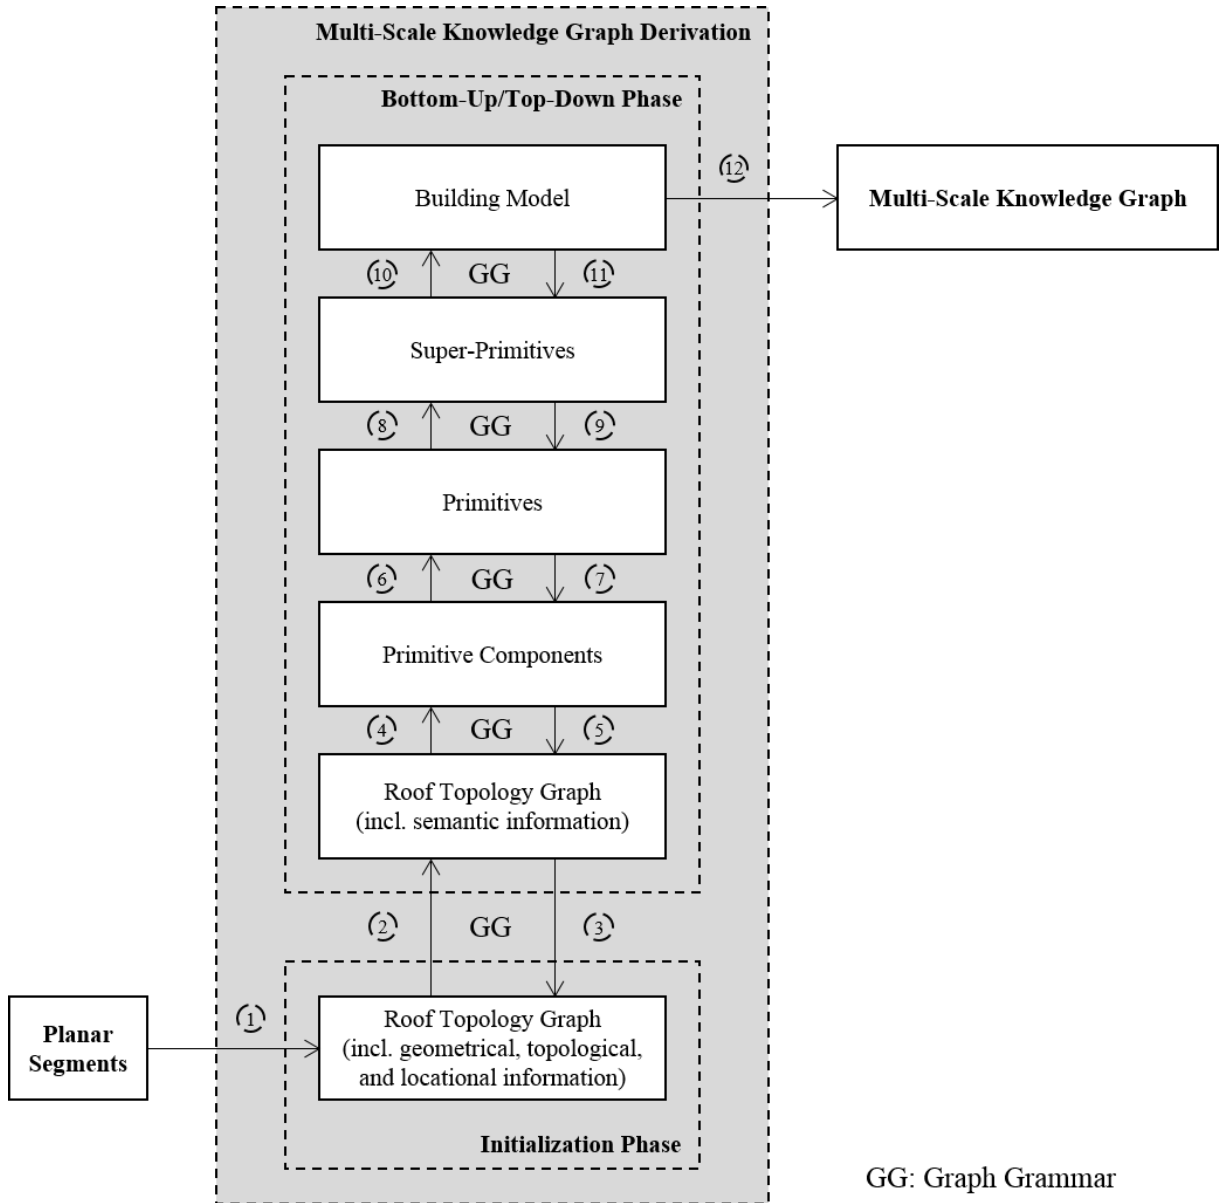 Multi-Scale Knowledge Graph Derivation
Bottom-Up/Top-Down Phase
Building Model
12
Multi-Scale Knowledge Graph
10 GG 11
Super-Primitives
8 GG 9
Primitives
6 GG 7
Primitive Components
4 GG 5
Roof Topology Graph
(incl. semantic information)
2 GG 3
Planar
Segments
1
Roof Topology Graph
(incl. geometrical, topological,
and locational information)
Initialization Phase
GG: Graph Grammar